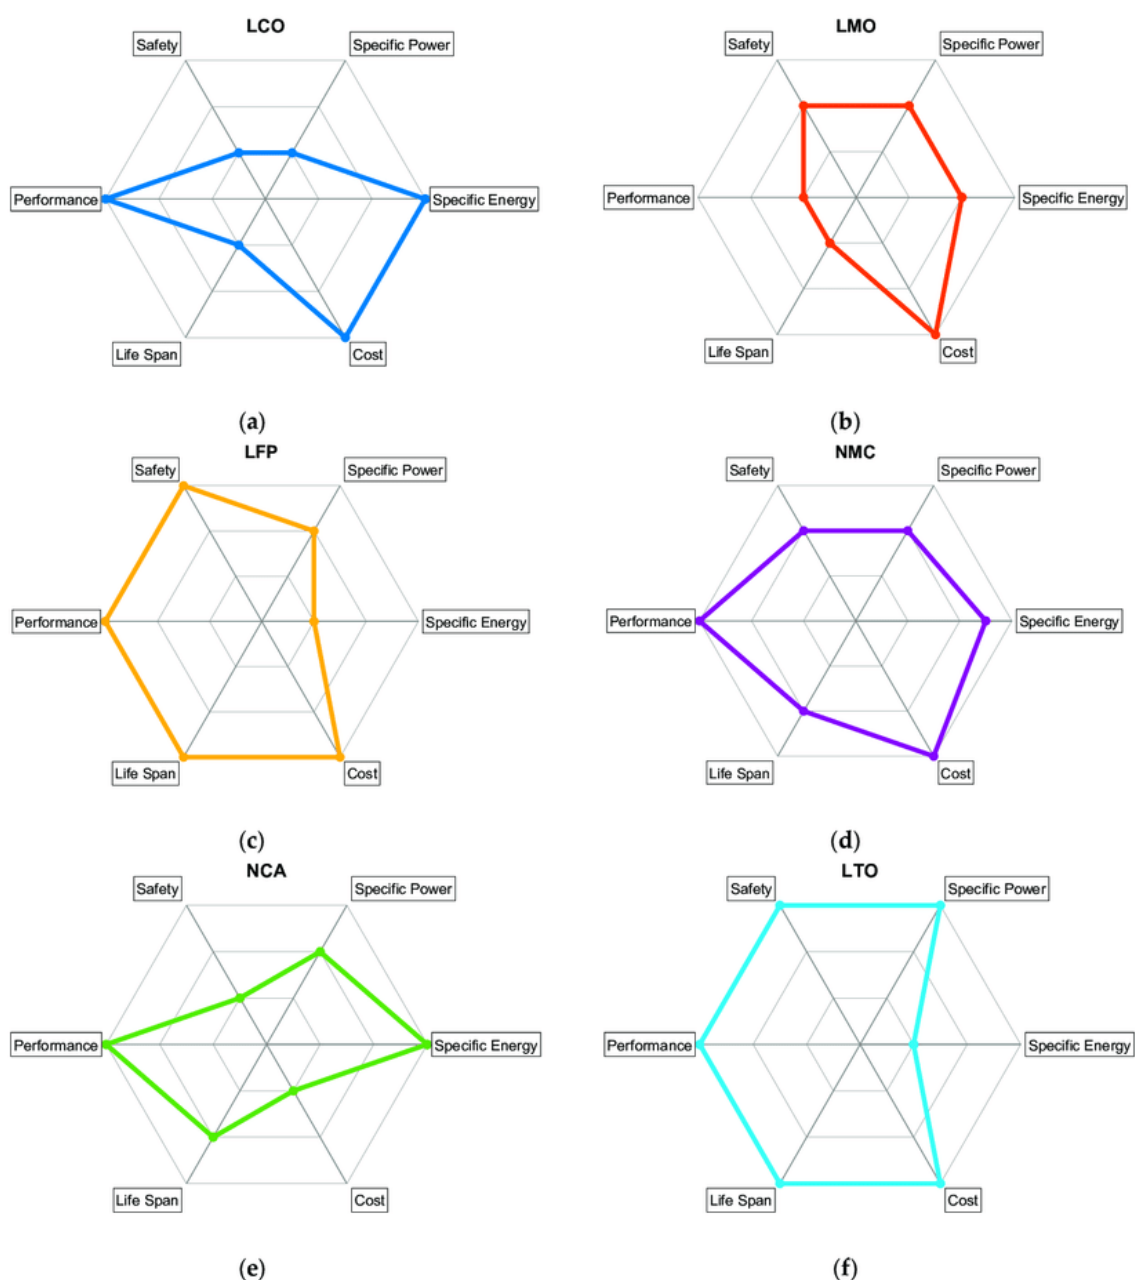 LCO
Safety
Specific Power
Performance
Specific Energy
Life Span
Cost
(a)
LMO
Safety
Specific Power
Performance
Specific Energy
Life Span
Cost
(b)
LFP
Safety
Specific Power
Performance
Specific Energy
Life Span
Cost
(c)
NMC
Safety
Specific Power
Performance
Specific Energy
Life Span
Cost
(d)
NCA
Safety
Specific Power
Performance
Specific Energy
Life Span
Cost
(e)
LTO
Safety
Specific Power
Performance
Specific Energy
Life Span
Cost
(f)